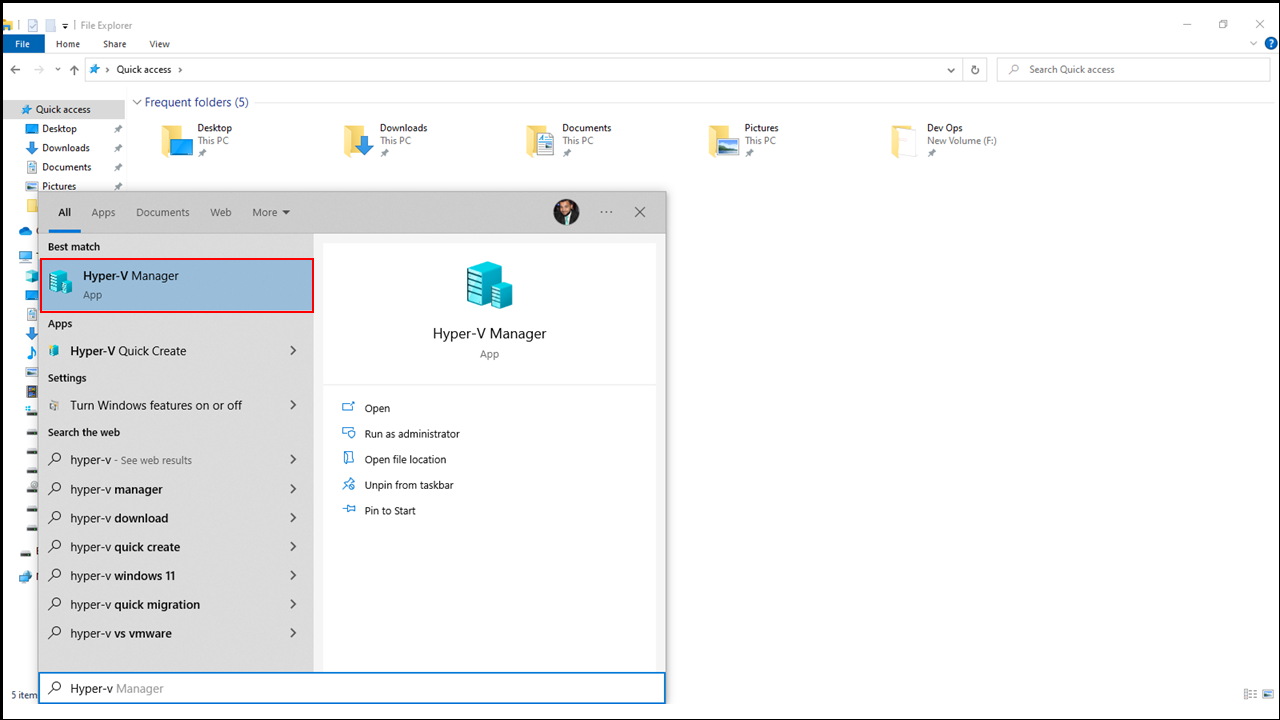 File Explorer
File Home Share View
Quick access
Search Quick access
Quick access
Desktop
Downloads
Documents
Pictures
Frequent folders (5)
Desktop
This PC
Downloads
This PC
Documents
This PC
Pictures
This PC
Dev Ops
New Volume (F:)
All Apps Documents Web More
Best match
Hyper-V Manager
App
Apps
Hyper-V Quick Create
Settings
Turn Windows features on or off
Search the web
hyper-v - See web results
hyper-v manager
hyper-v download
hyper-v quick create
hyper-v windows 11
hyper-v quick migration
hyper-v vs vmware
Hyper-V Manager
App
Open
Run as administrator
Open file location
Unpin from taskbar
Pin to Start
Hyper-v Manager
5 item